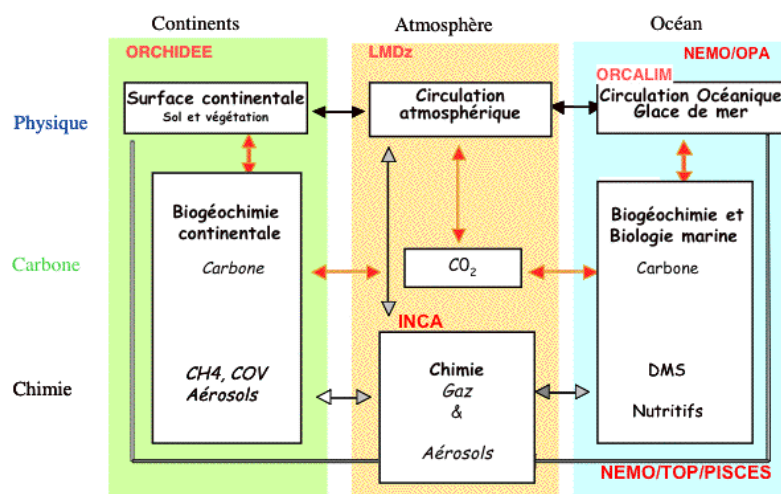 Continents
Atmosphère
Océan
ORCHIDEE
LMDz
NEMO/OPA
ORCALIM
Physique
Surface continentale
Sol et végétation
Circulation
atmosphérique
Circulation Océanique
Glace de mer
Carbone
Biogéochimie
continentale
Carbone
CO₂
Biogéochimie et
Biologie marine
Carbone
INCA
Chimie
CH4, COV
Aérosols
Chimie
Gaz
&
Aérosols
DMS
Nutritifs
NEMO/TOP/PISCES